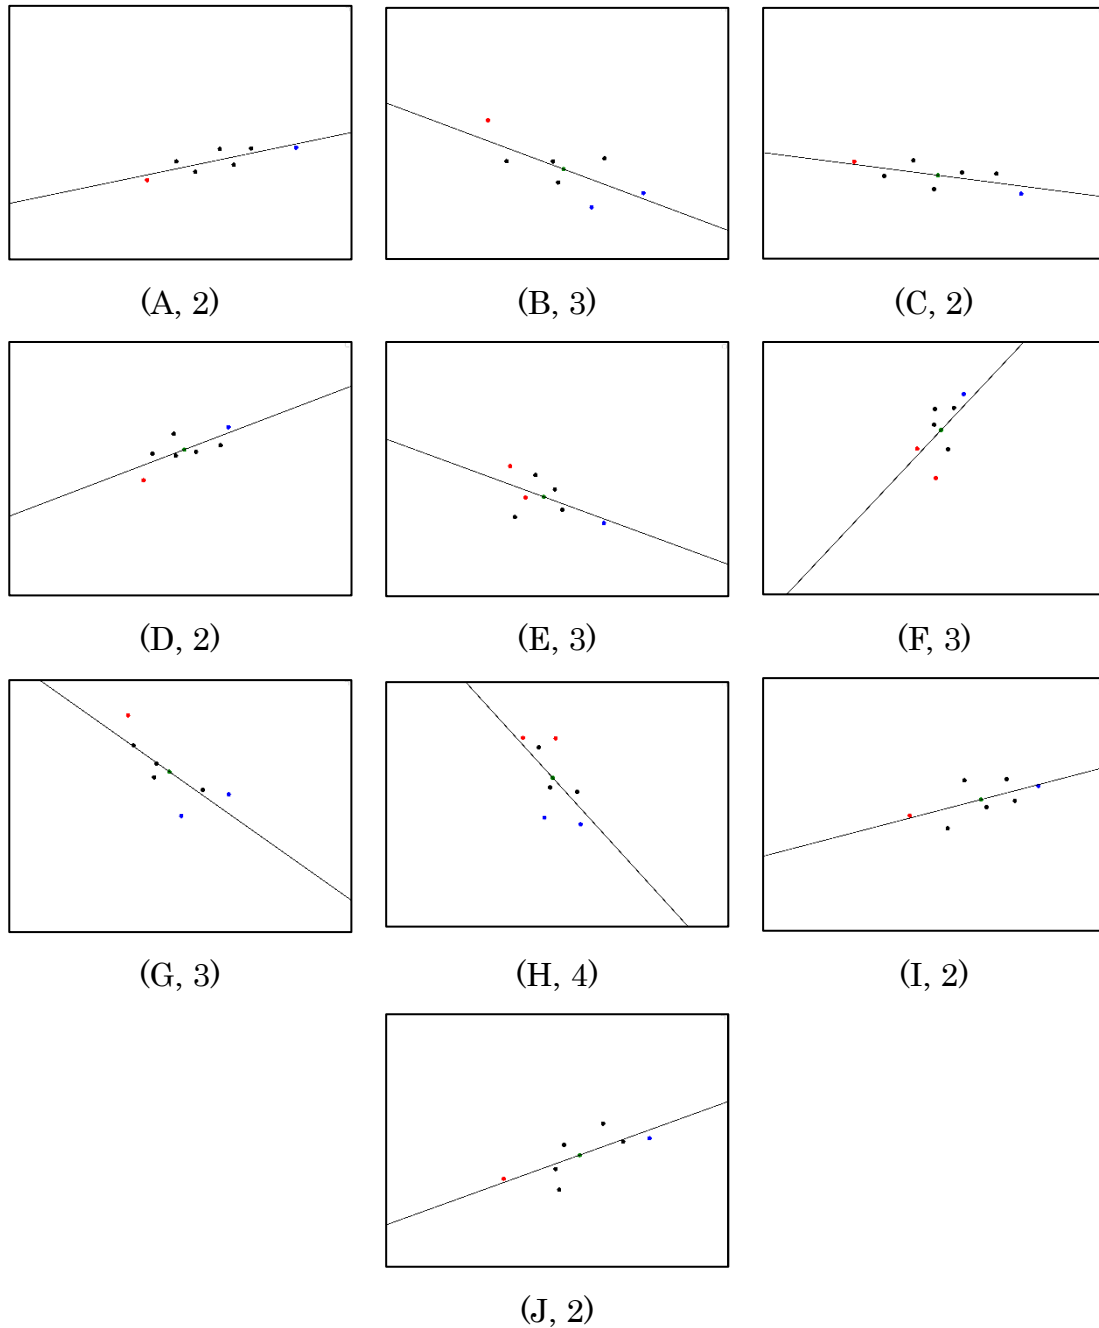 (A, 2)
(B, 3)
(C, 2)
(D, 2)
(E, 3)
(F, 3)
(G, 3)
(H, 4)
(I, 2)
(J, 2)